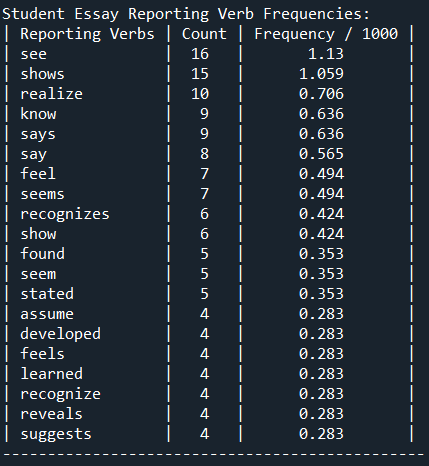 Student Essay Reporting Verb Frequencies:
| Reporting Verbs | Count | Frequency / 1000 |
| see | 16 | 1.13 |
| shows | 15 | 1.059 |
| realize | 10 | 0.706 |
| know | 9 | 0.636 |
| says | 9 | 0.636 |
| say | 8 | 0.565 |
| feel | 7 | 0.494 |
| seems | 7 | 0.494 |
| recognizes | 6 | 0.424 |
| show | 6 | 0.424 |
| found | 5 | 0.353 |
| seem | 5 | 0.353 |
| stated | 5 | 0.353 |
| assume | 4 | 0.283 |
| developed | 4 | 0.283 |
| feels | 4 | 0.283 |
| learned | 4 | 0.283 |
| recognize | 4 | 0.283 |
| reveals | 4 | 0.283 |
| suggests | 4 | 0.283 |
--------------------------------------------------